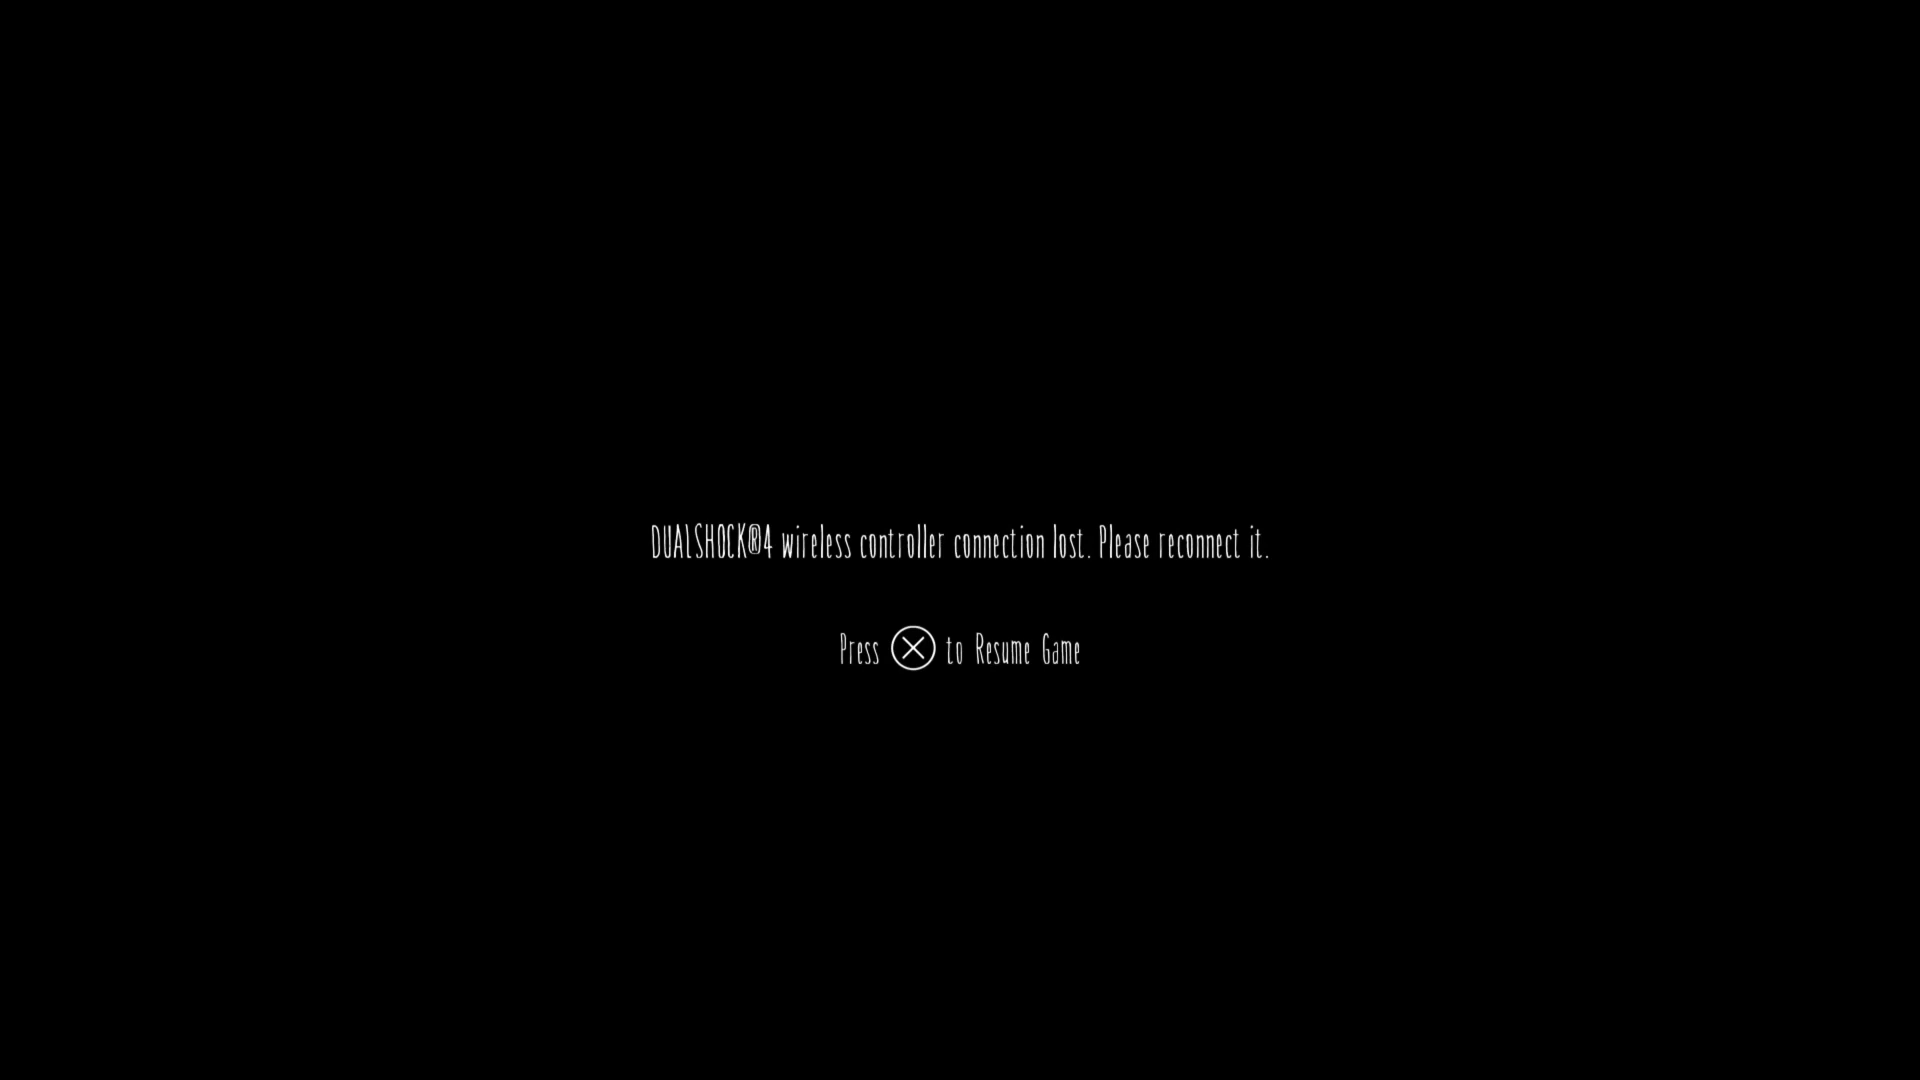 DUALSHOCK®4 wireless controller connection lost. Please reconnect it.
Press ⓧ to Resume Game